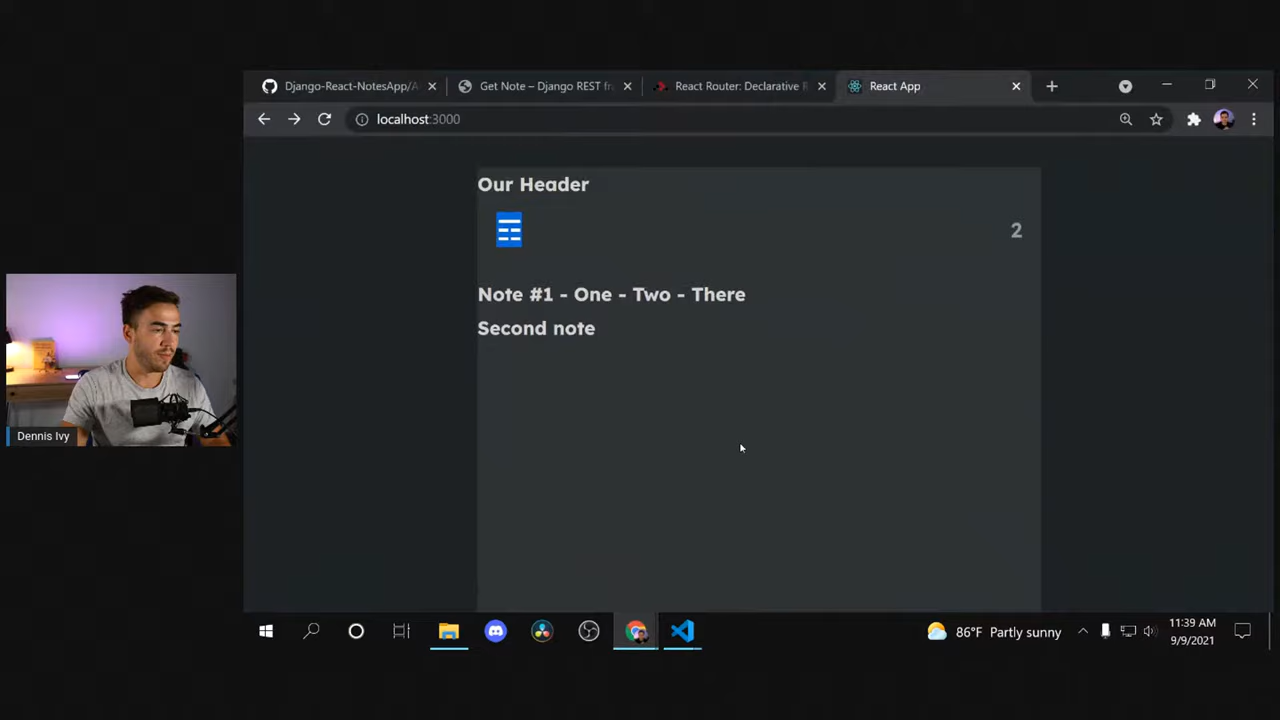 Django-React-NotesApp/A
Get Note – Django REST fr
React Router: Declarative R
React App
localhost:3000
Our Header
2
Note #1 - One - Two - There
Second note
Dennis Ivy
86°F Partly sunny
11:39 AM
9/9/2021